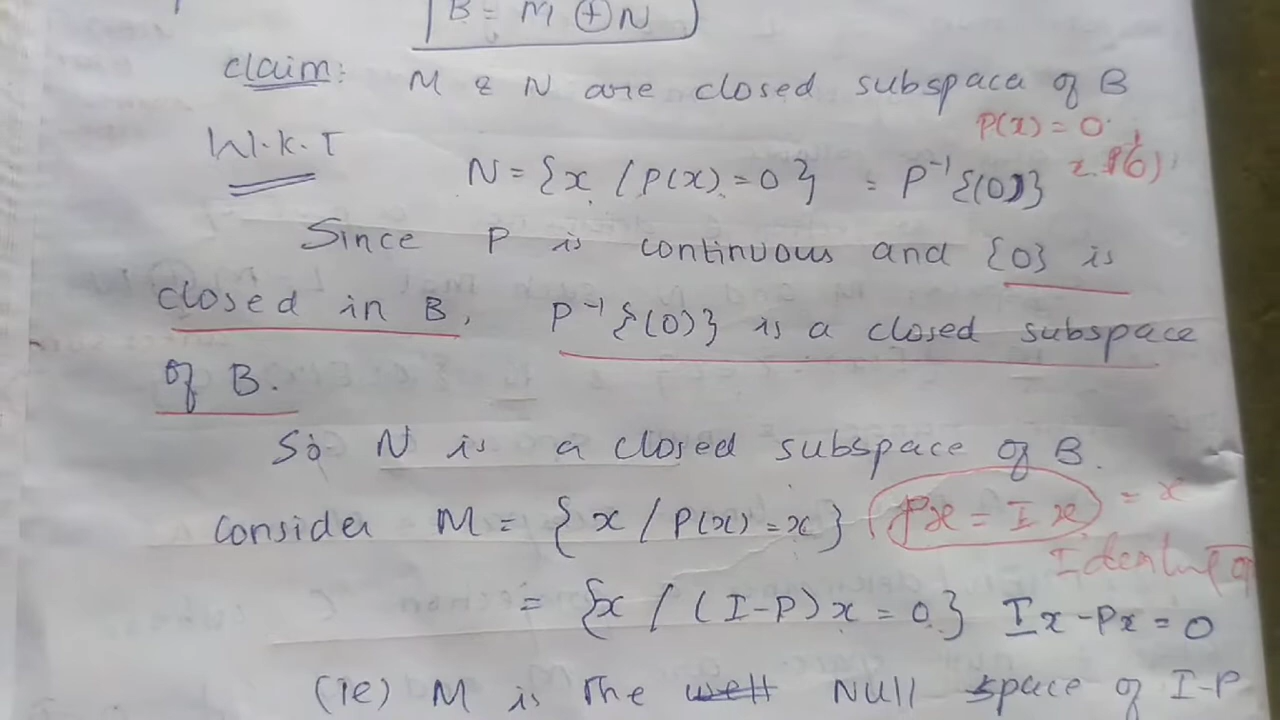 B = M ⊕ N
claim: M & N are closed subspace of B
P(x) = 0
W.K.T
N = {x / P(x) = 0} = P⁻¹{(0)}
Since P is continuous and {0} is
closed in B, P⁻¹{(0)} is a closed subspace
of B.
So N is a closed subspace of B.
consider M = {x / P(x) = x} Px = Ix = x
= {x / (I-P)x = 0} Ix - Px = 0
(ie) M is the Null space of I-P